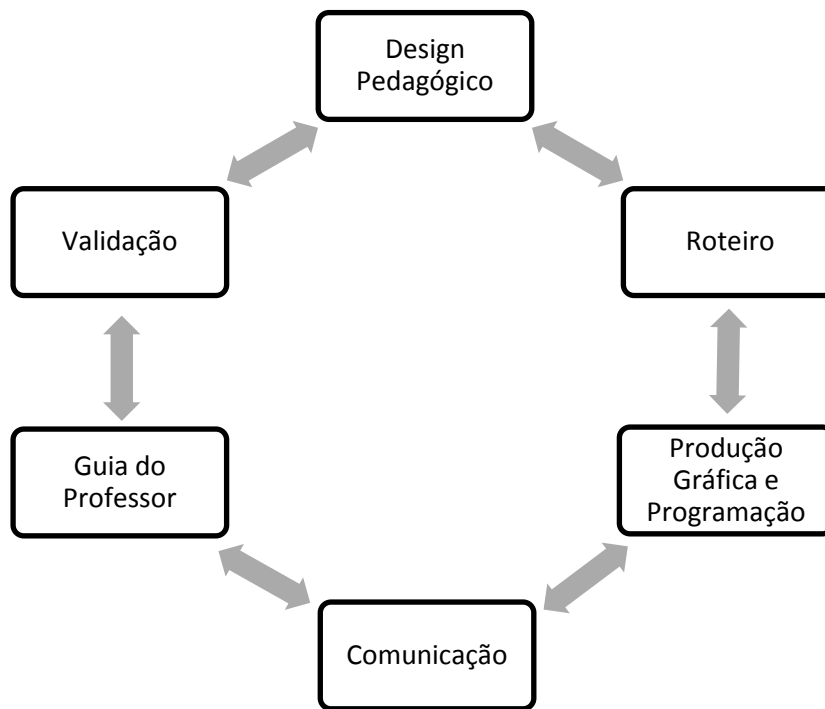 Design
Pedagógico
Validação
Roteiro
Guia do
Professor
Produção
Gráfica e
Programação
Comunicação